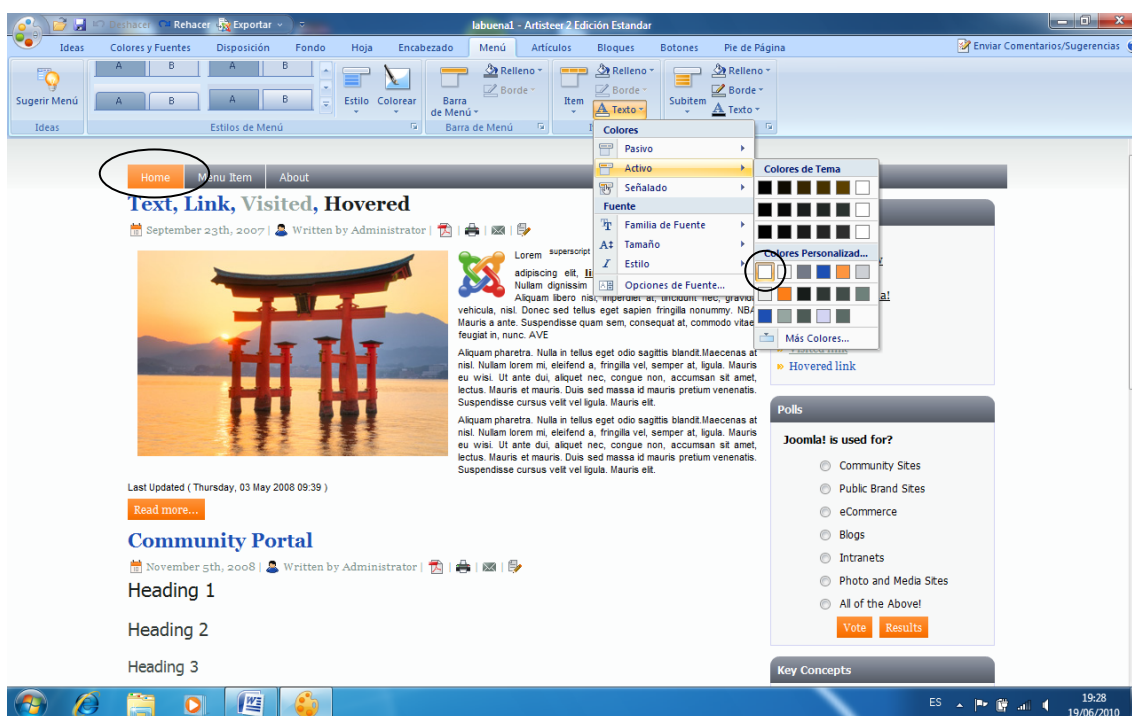 Deshacer Rehacer Exportar
labuena1 - Artisteer 2 Edición Estandar
Ideas Colores y Fuentes Disposición Fondo Hoja Encabezado Menú Artículos Bloques Botones Pie de Página Enviar Comentarios/Sugerencias
A B A B
A B A B
Sugerir Menú Estilo Colorear Barra de Menú Relleno Borde Item Relleno Borde Texto Subitem Relleno Borde Texto
Ideas Estilos de Menú Barra de Menú
Colores
Pasivo
Activo
Señalado
Fuente
Familia de Fuente
Tamaño
Estilo
Opciones de Fuente...
Colores de Tema
Colores Personalizad...
Más Colores...
Home Menu Item About
Text, Link, Visited, Hovered
September 23th, 2007 | Written by Administrator |
Lorem superscript
adipiscing elit,
Nullam dignissim
Aliquam libero nisi, imperdiet at, tincidunt nec, gravida
vehicula, nisl. Donec sed tellus eget sapien fringilla nonummy. NBA
Mauris a ante. Suspendisse quam sem, consequat at, commodo vitae
feugiat in, nunc. AVE
Aliquam pharetra. Nulla in tellus eget odio sagittis blandit.Maecenas at
nisl. Nullam lorem mi, eleifend a, fringilla vel, semper at, ligula. Mauris
eu wisi. Ut ante dui, aliquet nec, congue non, accumsan sit amet,
lectus. Mauris et mauris. Duis sed massa id mauris pretium venenatis.
Suspendisse cursus velit vel ligula. Mauris elit.
Aliquam pharetra. Nulla in tellus eget odio sagittis blandit.Maecenas at
nisl. Nullam lorem mi, eleifend a, fringilla vel, semper at, ligula. Mauris
eu wisi. Ut ante dui, aliquet nec, congue non, accumsan sit amet,
lectus. Mauris et mauris. Duis sed massa id mauris pretium venenatis.
Suspendisse cursus velit vel ligula. Mauris elit.
Last Updated ( Thursday, 03 May 2008 09:39 )
Read more...
Community Portal
November 5th, 2008 | Written by Administrator |
Heading 1
Heading 2
Heading 3
Visited link
Hovered link
Polls
Joomla! is used for?
Community Sites
Public Brand Sites
eCommerce
Blogs
Intranets
Photo and Media Sites
All of the Above!
Vote Results
Key Concepts
ES 19:28
19/06/2010